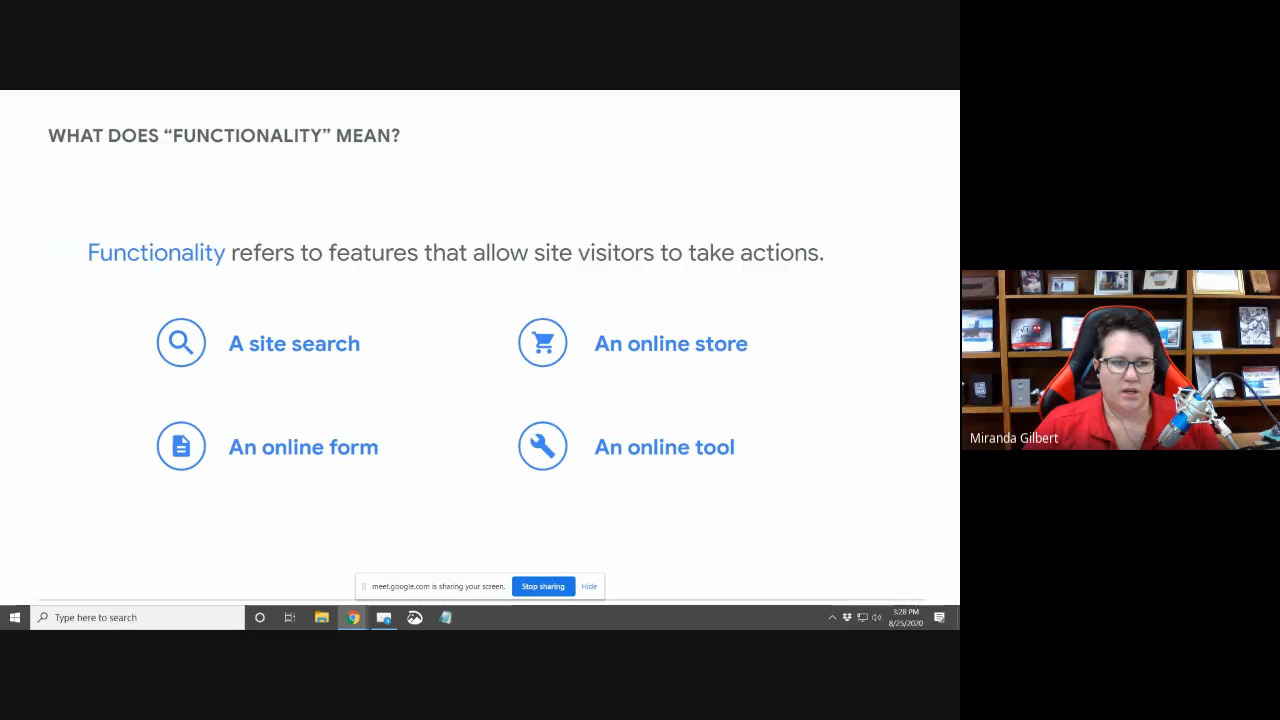 WHAT DOES “FUNCTIONALITY” MEAN?
Functionality refers to features that allow site visitors to take actions.
A site search
An online store
An online form
An online tool
Miranda Gilbert
meet.google.com is sharing your screen.
Stop sharing
Hide
Type here to search
3:28 PM
8/25/2020